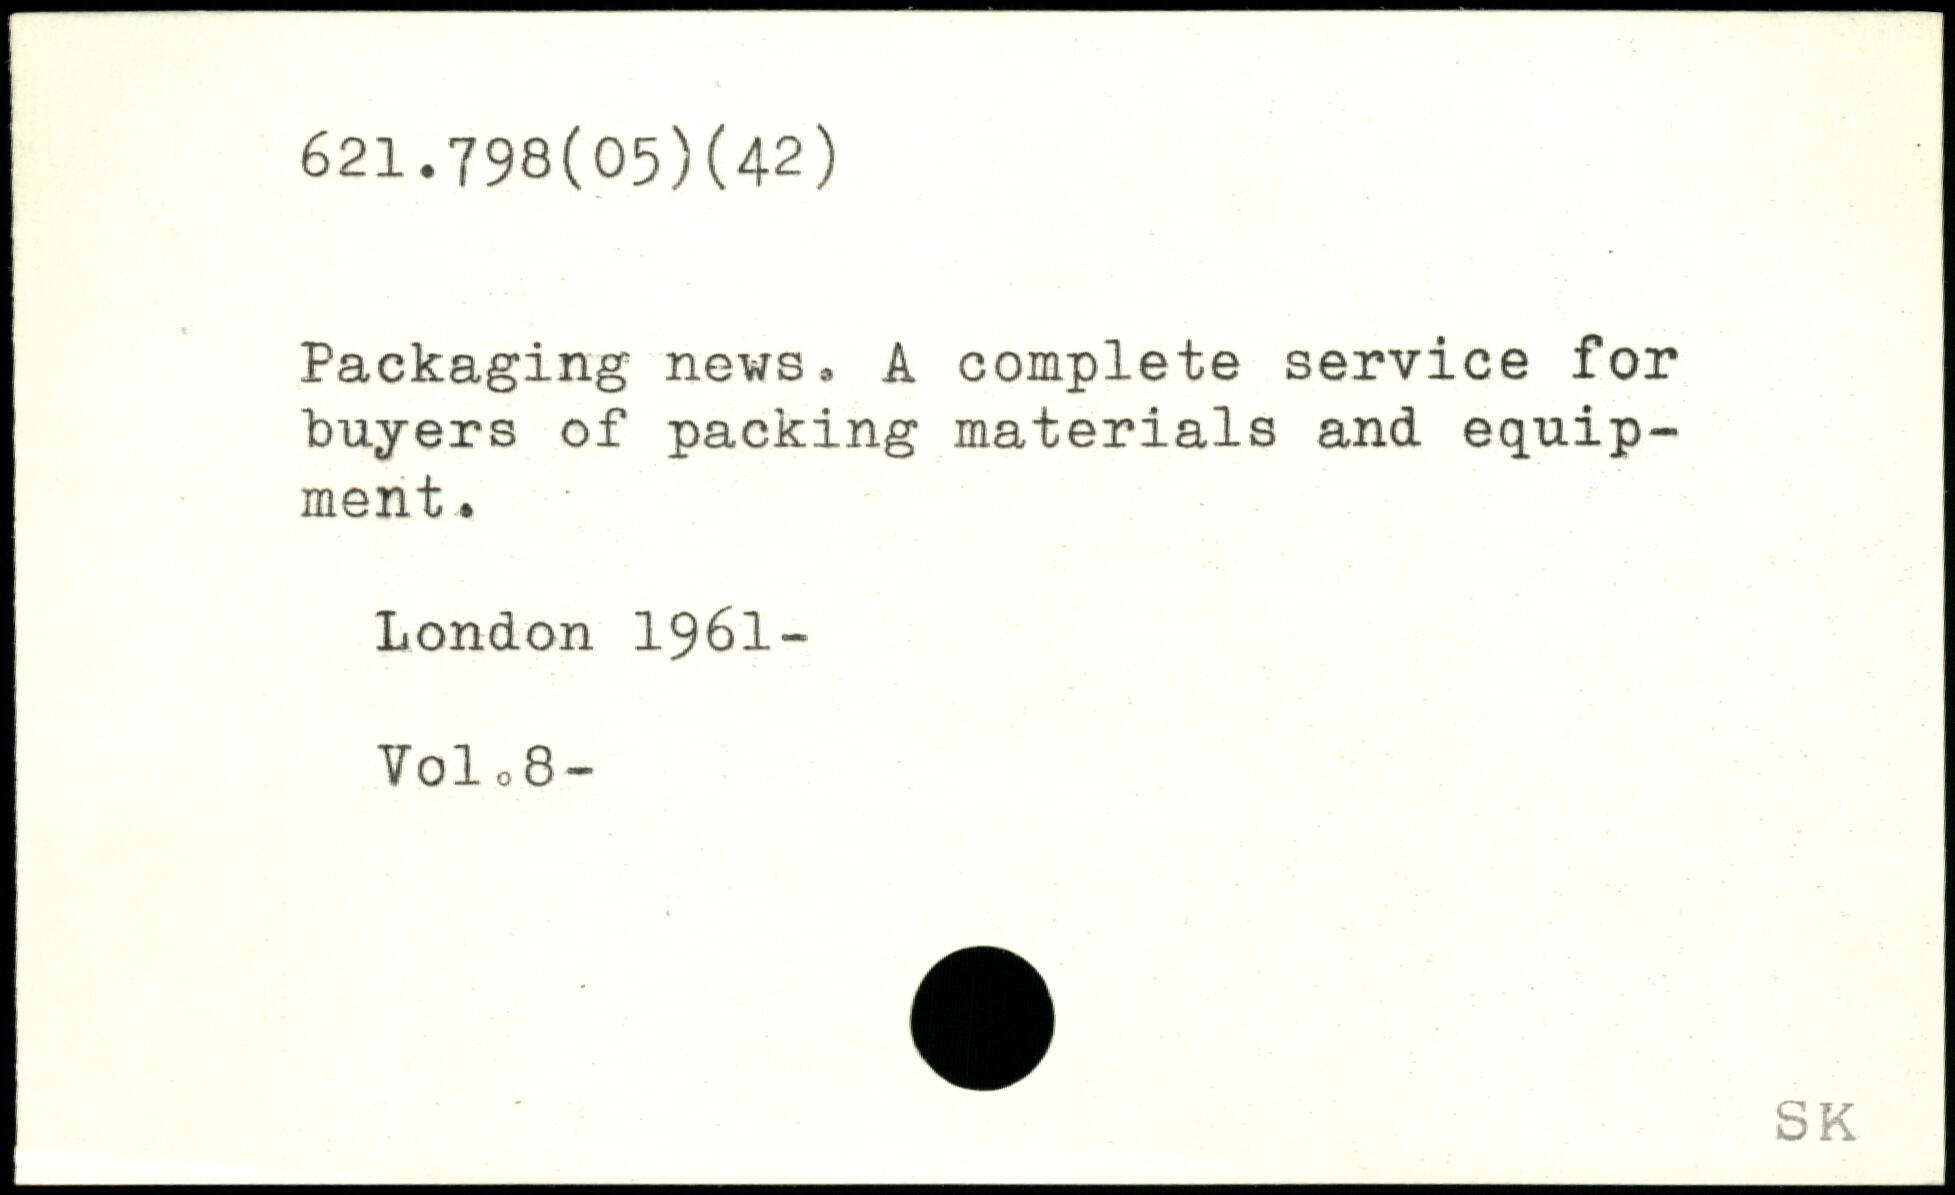 621.798(05)(42)
Packaging news. A complete service for
buyers of packing materials and equip-
ment.
London 1961-
Vol.8-
SK